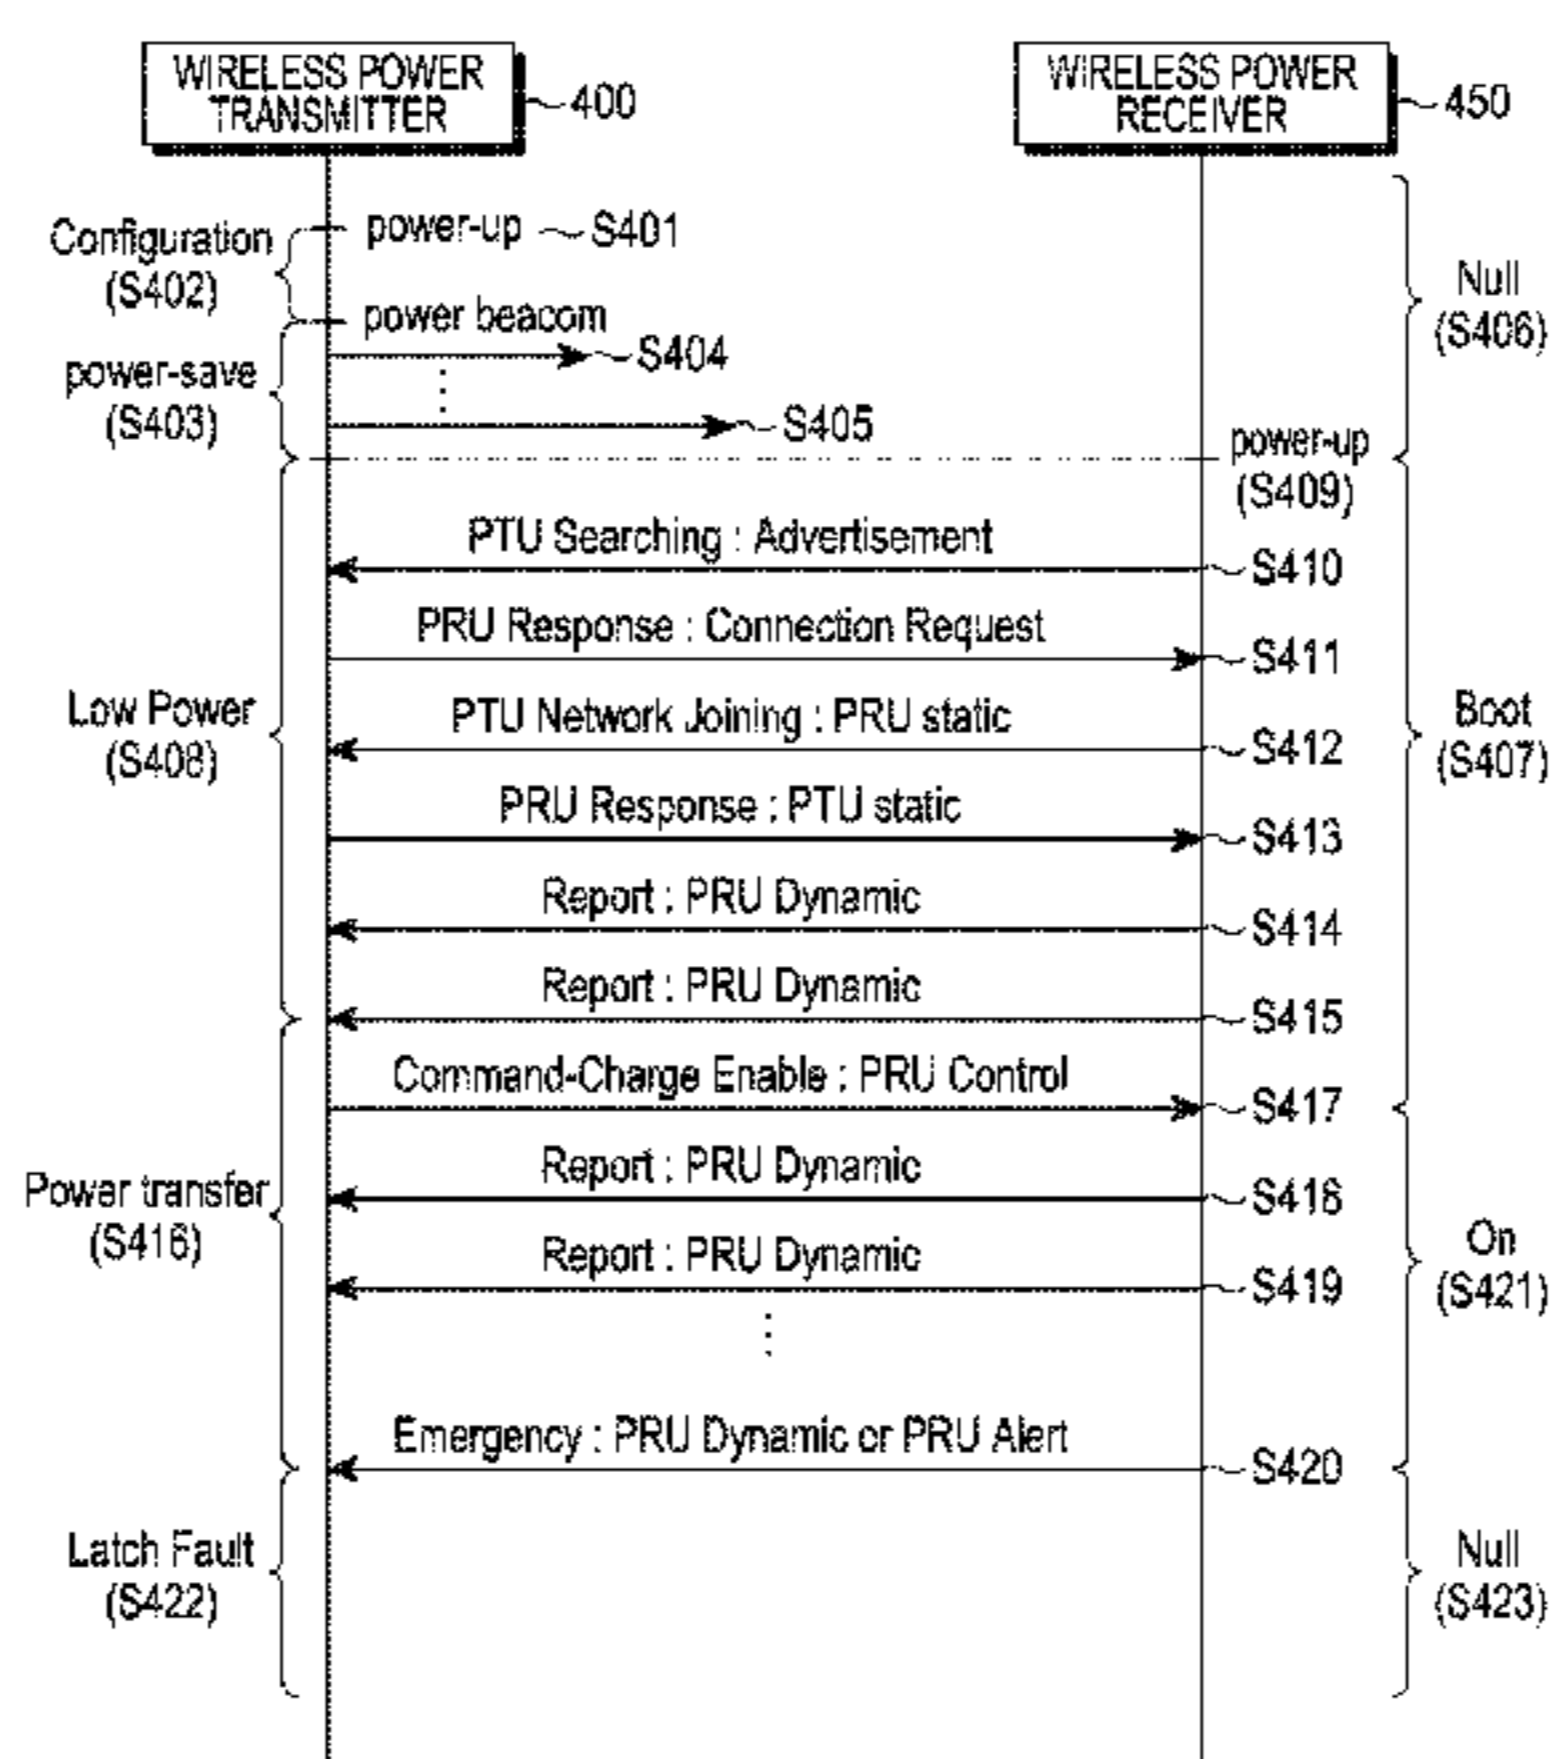 WIRELESS POWER
TRANSMITTER
400
WIRELESS POWER
RECEIVER
450
Configuration
(S402)
power-up
S401
Null
(S406)
power beacom
S404
power-save
(S403)
S405
power-up
(S409)
PTU Searching : Advertisement
S410
PRU Response : Connection Request
S411
Low Power
(S408)
PTU Network Joining : PRU static
S412
Boot
(S407)
PRU Response : PTU static
S413
Report : PRU Dynamic
S414
Report : PRU Dynamic
S415
Command-Charge Enable : PRU Control
S417
Power transfer
(S416)
Report : PRU Dynamic
S418
Report : PRU Dynamic
S419
On
(S421)
Emergency : PRU Dynamic or PRU Alert
S420
Latch Fault
(S422)
Null
(S423)